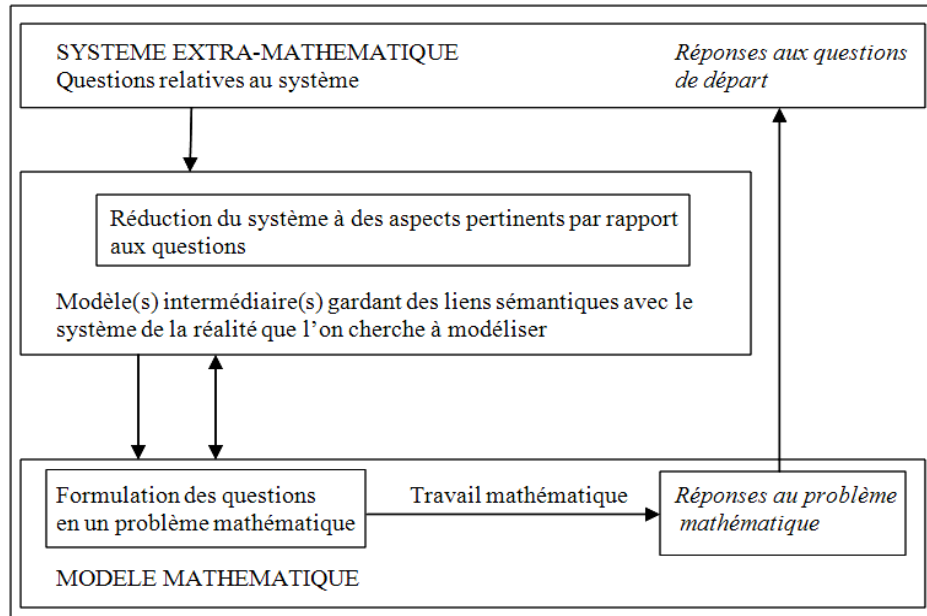 SYSTEME EXTRA-MATHEMATIQUE
Questions relatives au système
Réponses aux questions
de départ
Réduction du système à des aspects pertinents par rapport
aux questions
Modèle(s) intermédiaire(s) gardant des liens sémantiques avec le
système de la réalité que l’on cherche à modéliser
Formulation des questions
en un problème mathématique
Travail mathématique
Réponses au problème
mathématique
MODELE MATHEMATIQUE